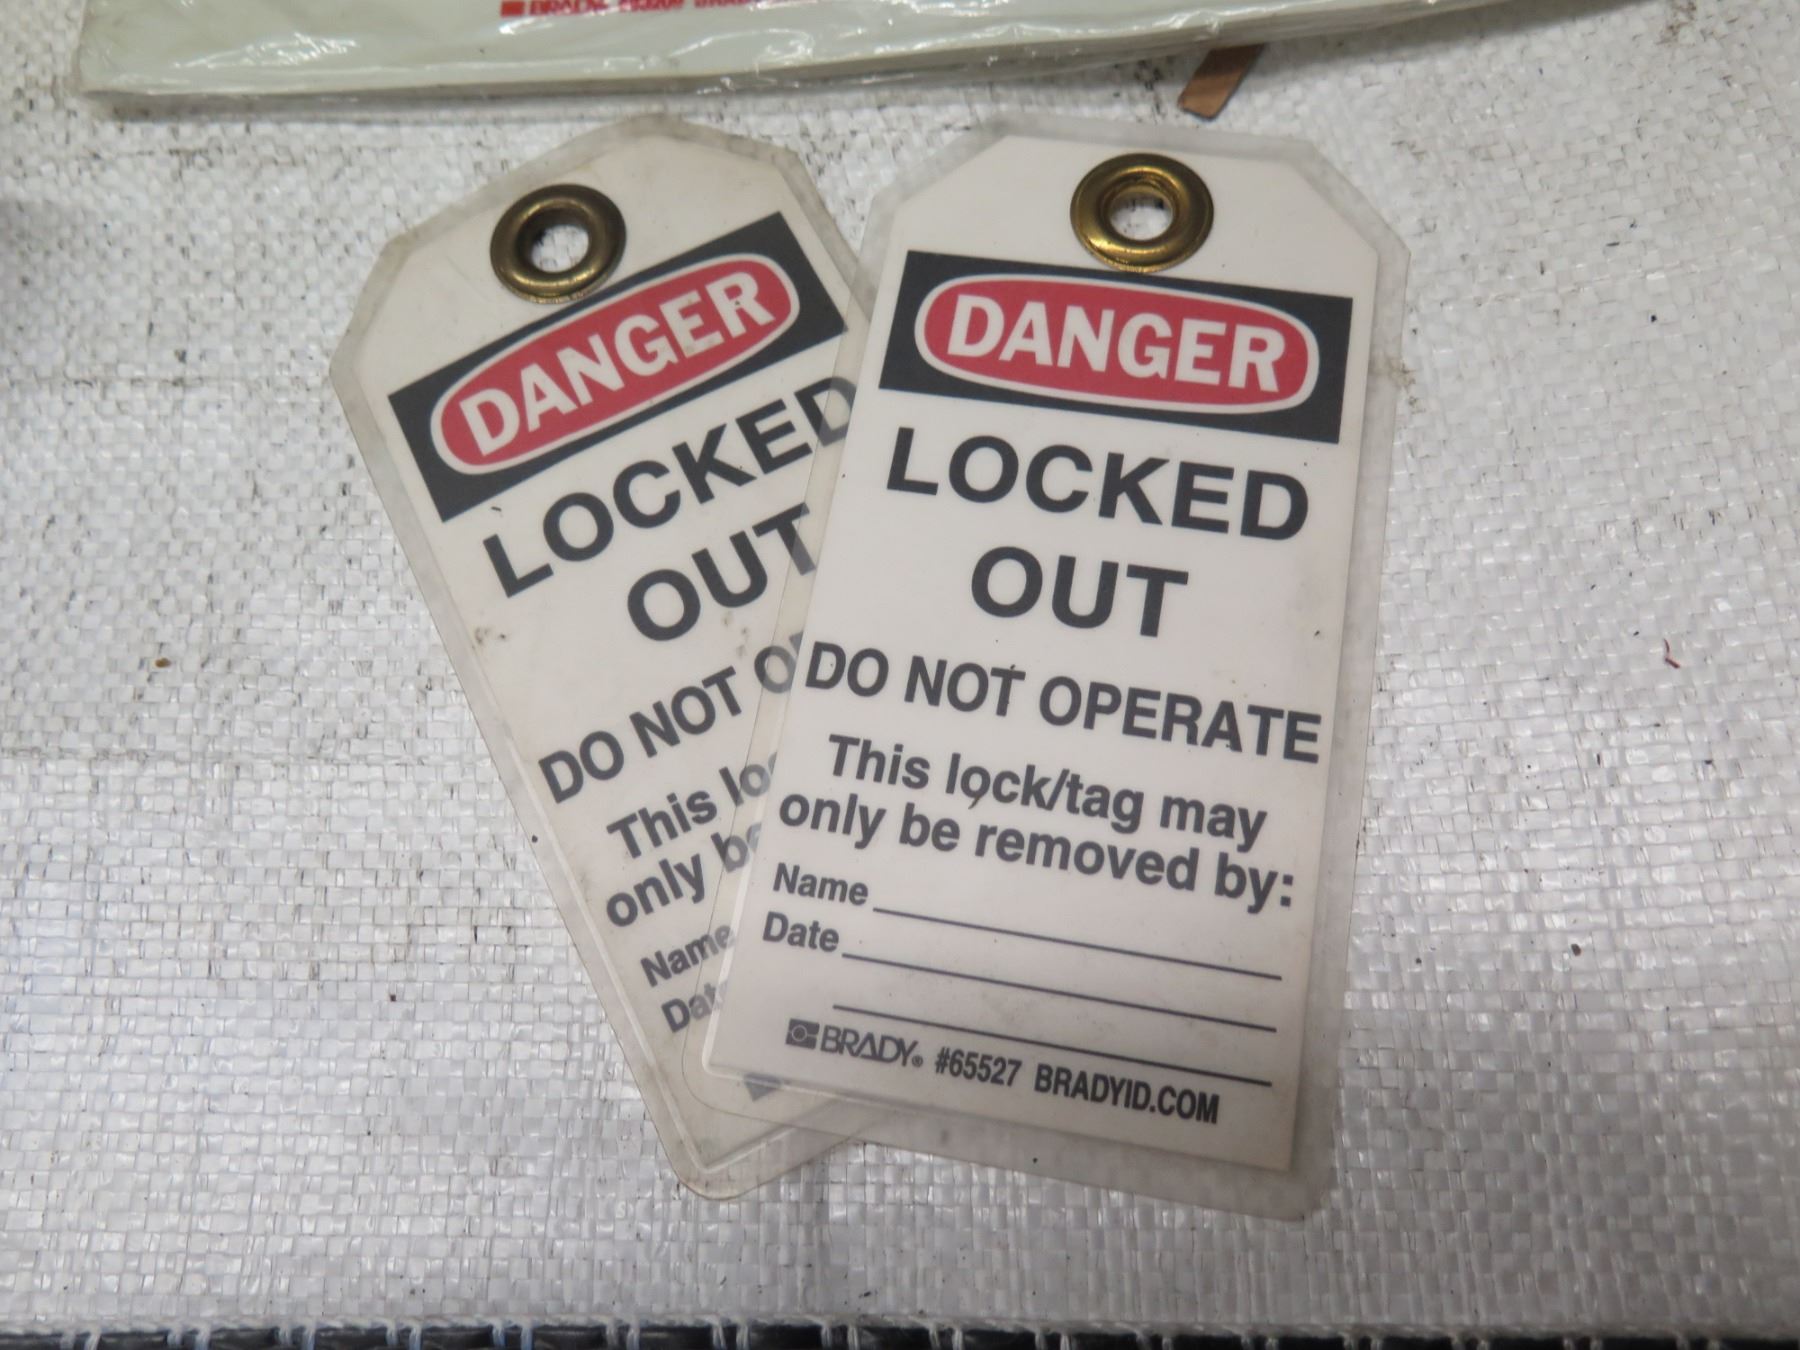 BRADY
DANGER
LOCKED
OUT
DO NOT
This
only be
Name
Date
DANGER
LOCKED
OUT
DO NOT OPERATE
This lock/tag may
only be removed by:
Name
Date
BRADY® #65527 BRADYID.COM